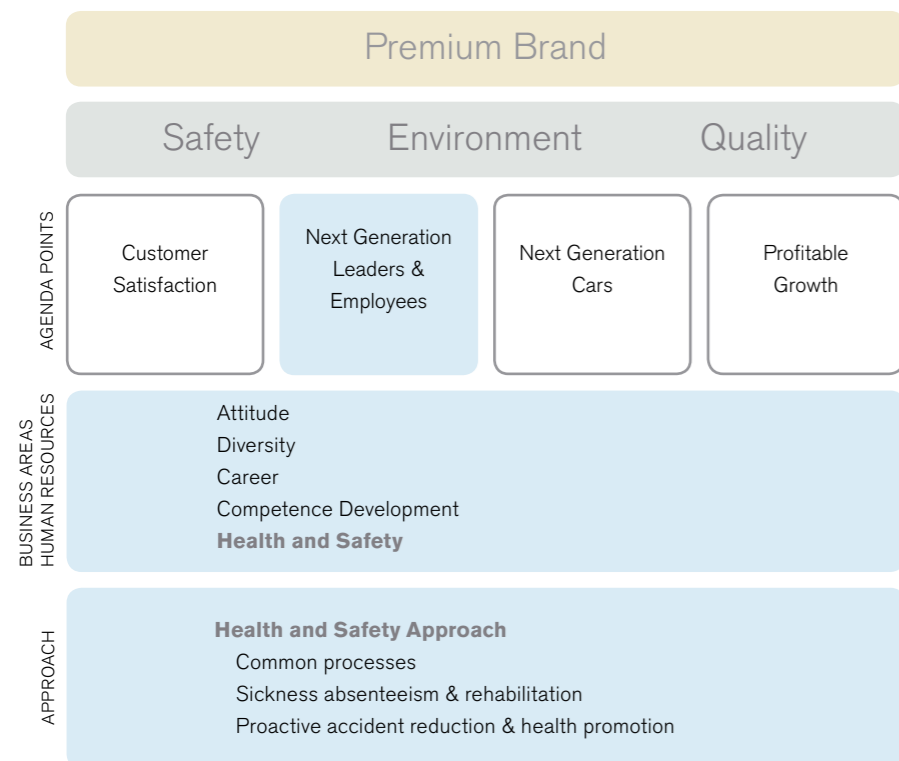 Premium Brand
Safety Environment Quality
AGENDA POINTS
Customer
Satisfaction
Next Generation
Leaders &
Employees
Next Generation
Cars
Profitable
Growth
BUSINESS AREAS
HUMAN RESOURCES
Attitude
Diversity
Career
Competence Development
Health and Safety
APPROACH
Health and Safety Approach
Common processes
Sickness absenteeism & rehabilitation
Proactive accident reduction & health promotion